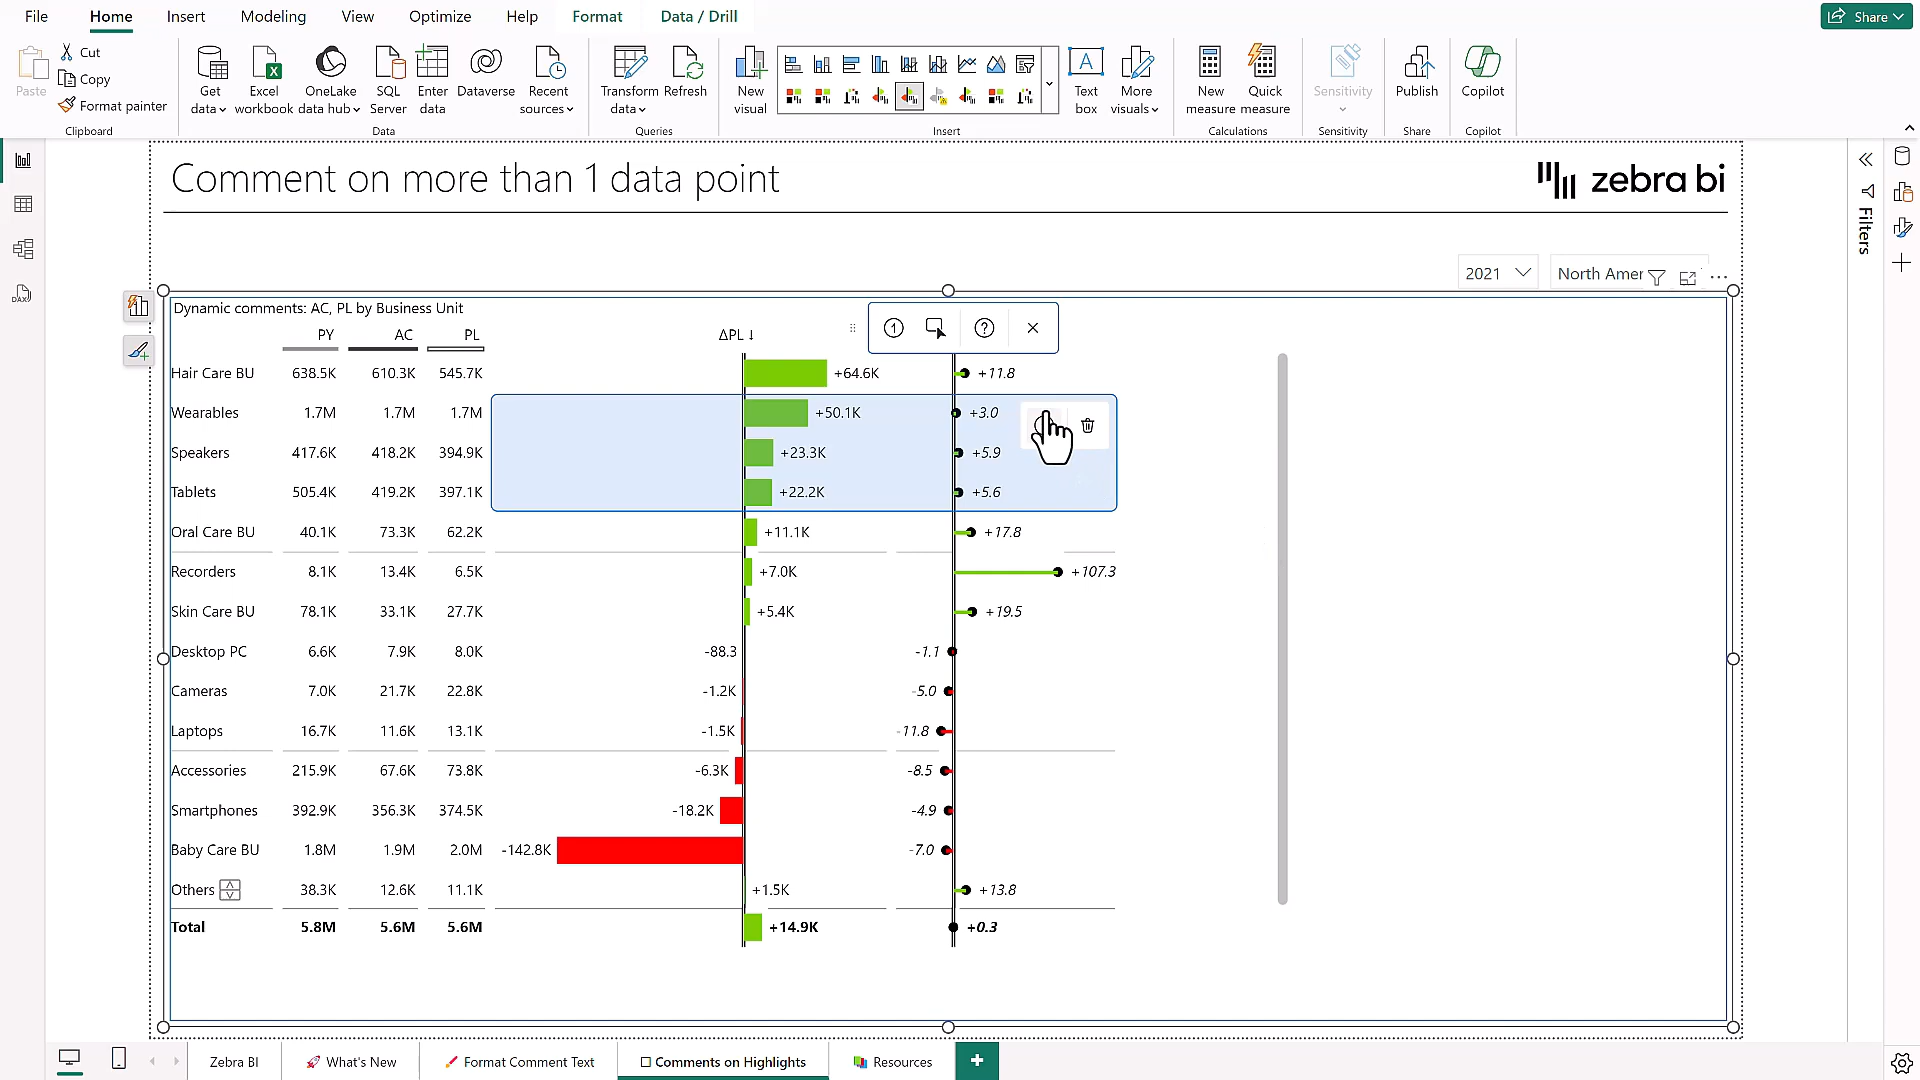 File Home Insert Modeling View Optimize Help Format Data / Drill Share
Paste Cut Copy Format painter
Clipboard
Get data Excel workbook OneLake data hub SQL Server Enter data Dataverse Recent sources
Data
Transform data Refresh
Queries
New visual Text box More visuals
Insert
New measure Quick measure
Calculations
Sensitivity
Sensitivity
Publish
Share
Copilot
Copilot
Comment on more than 1 data point
zebra bi
Filters
2021 North Amer
Dynamic comments: AC, PL by Business Unit
PY AC PL ΔPL ↓
Hair Care BU 638.5K 610.3K 545.7K +64.6K +11.8
Wearables 1.7M 1.7M 1.7M +50.1K +3.0
Speakers 417.6K 418.2K 394.9K +23.3K +5.9
Tablets 505.4K 419.2K 397.1K +22.2K +5.6
Oral Care BU 40.1K 73.3K 62.2K +11.1K +17.8
Recorders 8.1K 13.4K 6.5K +7.0K +107.3
Skin Care BU 78.1K 33.1K 27.7K +5.4K +19.5
Desktop PC 6.6K 7.9K 8.0K -88.3 -1.1
Cameras 7.0K 21.7K 22.8K -1.2K -5.0
Laptops 16.7K 11.6K 13.1K -1.5K -11.8
Accessories 215.9K 67.6K 73.8K -6.3K -8.5
Smartphones 392.9K 356.3K 374.5K -18.2K -4.9
Baby Care BU 1.8M 1.9M 2.0M -142.8K -7.0
Others 38.3K 12.6K 11.1K +1.5K +13.8
Total 5.8M 5.6M 5.6M +14.9K +0.3
Zebra BI What's New Format Comment Text Comments on Highlights Resources +